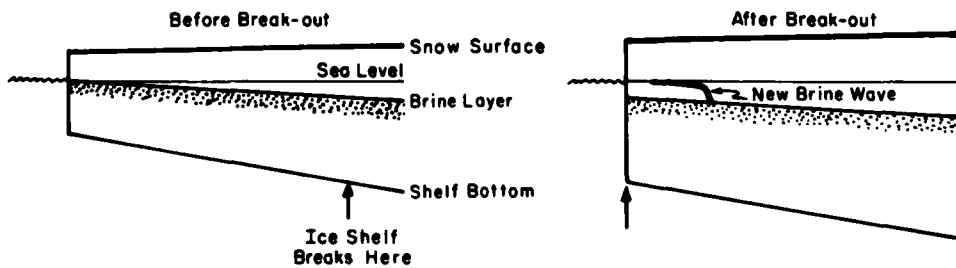 Before Break-out
Snow Surface
Sea Level
Brine Layer
Shelf Bottom
Ice Shelf
Breaks Here
After Break-out
New Brine Wave